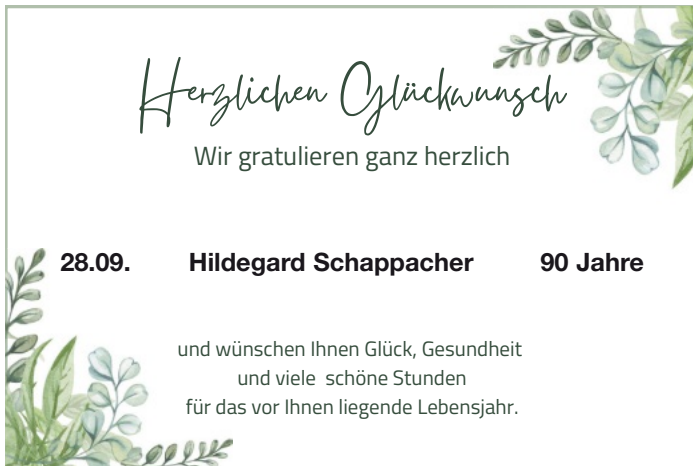 Herzlichen Glückwunsch
Wir gratulieren ganz herzlich
28.09. Hildegard Schappacher 90 Jahre
und wünschen Ihnen Glück, Gesundheit
und viele schöne Stunden
für das vor Ihnen liegende Lebensjahr.